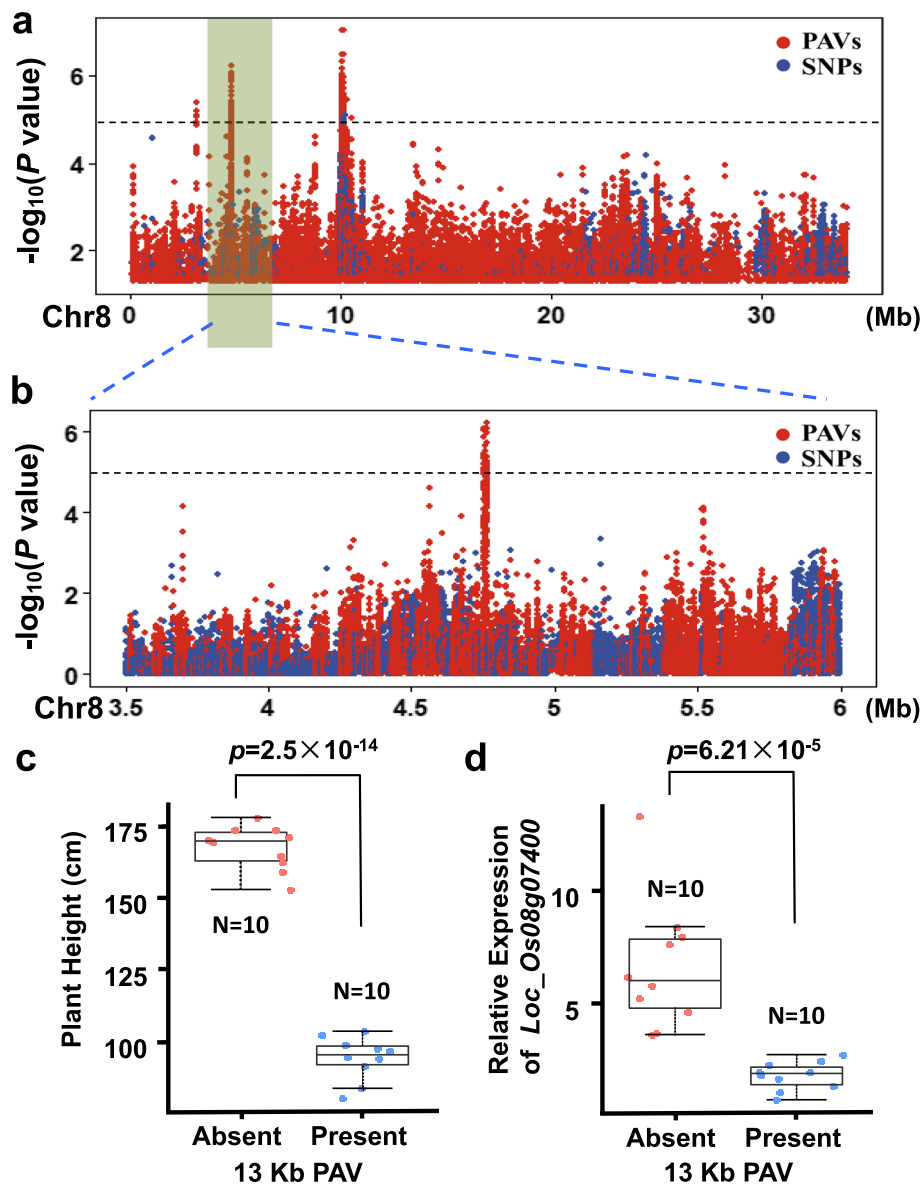 a
-log10(P value)
6
4
2
PAVs
SNPs
Chr8 0 10 20 30 (Mb)
b
-log10(P value)
6
4
2
0
PAVs
SNPs
Chr8 3.5 4 4.5 5 5.5 6 (Mb)
c
p=2.5×10-14
Plant Height (cm)
175
150
125
100
N=10
N=10
Absent Present
13 Kb PAV
d
p=6.21×10-5
Relative Expression
of Loc_Os08g07400
10
5
N=10
N=10
Absent Present
13 Kb PAV